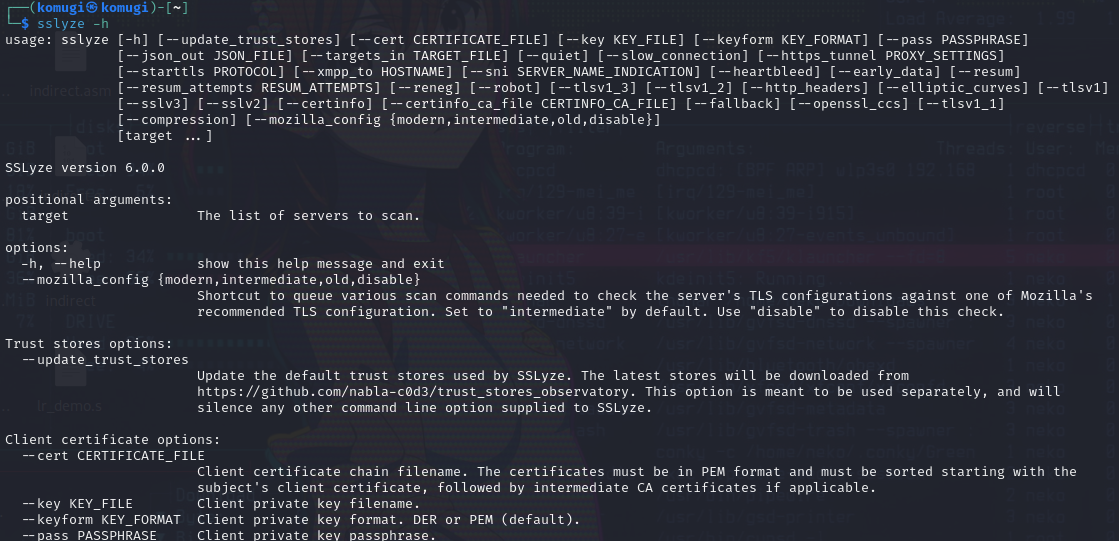 ┌──(komugi㉿komugi)-[~]
└─$ sslyze -h
usage: sslyze [-h] [--update_trust_stores] [--cert CERTIFICATE_FILE] [--key KEY_FILE] [--keyform KEY_FORMAT] [--pass PASSPHRASE]
[--json_out JSON_FILE] [--targets_in TARGET_FILE] [--quiet] [--slow_connection] [--https_tunnel PROXY_SETTINGS]
[--starttls PROTOCOL] [--xmpp_to HOSTNAME] [--sni SERVER_NAME_INDICATION] [--heartbleed] [--early_data] [--resum]
[--resum_attempts RESUM_ATTEMPTS] [--reneg] [--robot] [--tlsv1_3] [--tlsv1_2] [--http_headers] [--elliptic_curves] [--tlsv1]
[--sslv3] [--sslv2] [--certinfo] [--certinfo_ca_file CERTINFO_CA_FILE] [--fallback] [--openssl_ccs] [--tlsv1_1]
[--compression] [--mozilla_config {modern,intermediate,old,disable}]
[target ...]
SSLyze version 6.0.0
positional arguments:
target The list of servers to scan.
options:
-h, --help show this help message and exit
--mozilla_config {modern,intermediate,old,disable}
Shortcut to queue various scan commands needed to check the server's TLS configurations against one of Mozilla's
recommended TLS configuration. Set to "intermediate" by default. Use "disable" to disable this check.
Trust stores options:
--update_trust_stores
Update the default trust stores used by SSLyze. The latest stores will be downloaded from
https://github.com/nabla-c0d3/trust_stores_observatory. This option is meant to be used separately, and will
silence any other command line option supplied to SSLyze.
Client certificate options:
--cert CERTIFICATE_FILE
Client certificate chain filename. The certificates must be in PEM format and must be sorted starting with the
subject's client certificate, followed by intermediate CA certificates if applicable.
--key KEY_FILE Client private key filename.
--keyform KEY_FORMAT Client private key format. DER or PEM (default).
--pass PASSPHRASE Client private key passphrase.